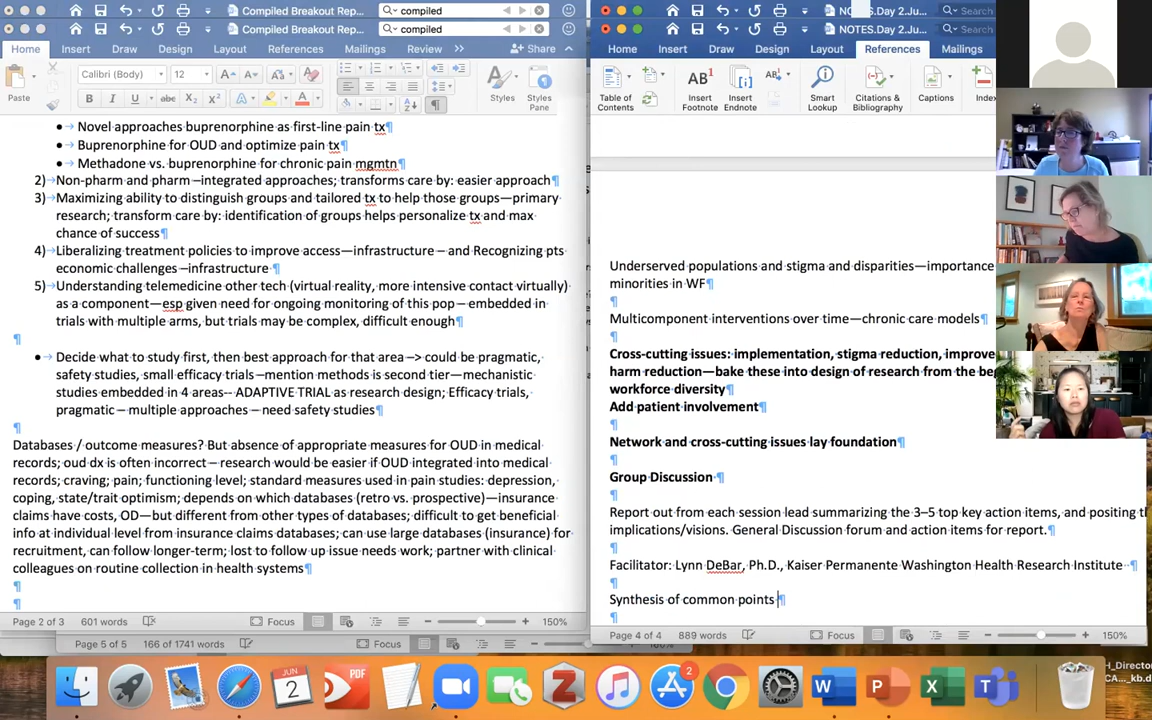 Compiled Breakout Rep...
compiled
NOTES.Day 2.Ju...
Search
Compiled Breakout Rep...
compiled
NOTES.Day 2.Ju...
Search
Home Insert Draw Design Layout References Mailings Review Share
Home Insert Draw Design Layout References Mailings
Paste
Calibri (Body) 12
B I U abc X₂ X²
Styles Styles Pane
Table of Contents
AB¹ Insert Footnote
Insert Endnote
AB¹
Smart Lookup
Citations & Bibliography
Captions
Index
• Novel approaches buprenorphine as first-line pain tx
• Buprenorphine for OUD and optimize pain tx
• Methadone vs. buprenorphine for chronic pain mgmtn
2) Non-pharm and pharm—integrated approaches; transforms care by: easier approach
3) Maximizing ability to distinguish groups and tailored tx to help those groups—primary
research; transform care by: identification of groups helps personalize tx and max
chance of success
4) Liberalizing treatment policies to improve access—infrastructure – and Recognizing pts
economic challenges –infrastructure
5) Understanding telemedicine other tech (virtual reality, more intensive contact virtually)
as a component—esp given need for ongoing monitoring of this pop – embedded in
trials with multiple arms, but trials may be complex, difficult enough
• Decide what to study first, then best approach for that area –> could be pragmatic,
safety studies, small efficacy trials –mention methods is second tier—mechanistic
studies embedded in 4 areas-- ADAPTIVE TRIAL as research design; Efficacy trials,
pragmatic – multiple approaches – need safety studies
Databases / outcome measures? But absence of appropriate measures for OUD in medical
records; oud dx is often incorrect – research would be easier if OUD integrated into medical
records; craving; pain; functioning level; standard measures used in pain studies: depression,
coping, state/trait optimism; depends on which databases (retro vs. prospective)—insurance
claims have costs, OD—but different from other types of databases; difficult to get beneficial
info at individual level from insurance claims databases; can use large databases (insurance) for
recruitment, can follow longer-term; lost to follow up issue needs work; partner with clinical
colleagues on routine collection in health systems
Underserved populations and stigma and disparities—importance
minorities in WF
Multicomponent interventions over time—chronic care models
Cross-cutting issues: implementation, stigma reduction, improve
harm reduction—bake these into design of research from the be
workforce diversity
Add patient involvement
Network and cross-cutting issues lay foundation
Group Discussion
Report out from each session lead summarizing the 3–5 top key action items, and positing th
implications/visions. General Discussion forum and action items for report.
Facilitator: Lynn DeBar, Ph.D., Kaiser Permanente Washington Health Research Institute
Synthesis of common points
Page 2 of 3 601 words Focus 150%
Page 4 of 4 889 words Focus 150%
Page 5 of 5 166 of 1741 words Focus
JUN
2
PDF
Z
2
W P X T
H_Director
CA..._kb.d